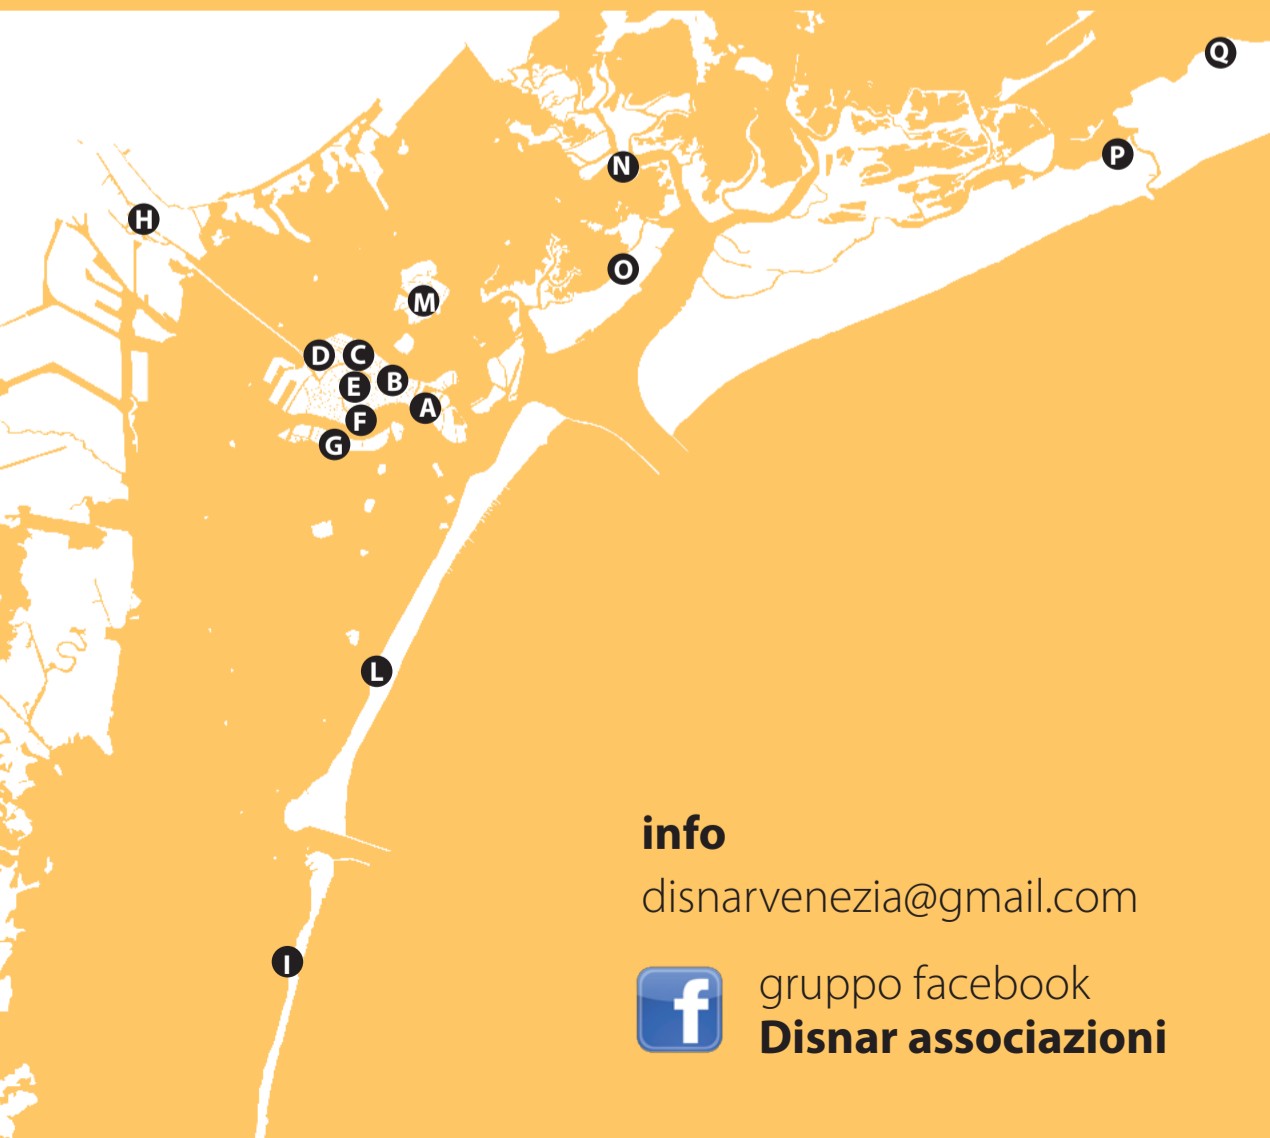 Q
N
P
H
O
M
D
C
E
B
A
F
G
L
info
disnarvenezia@gmail.com
I
f
gruppo facebook
Disnar associazioni